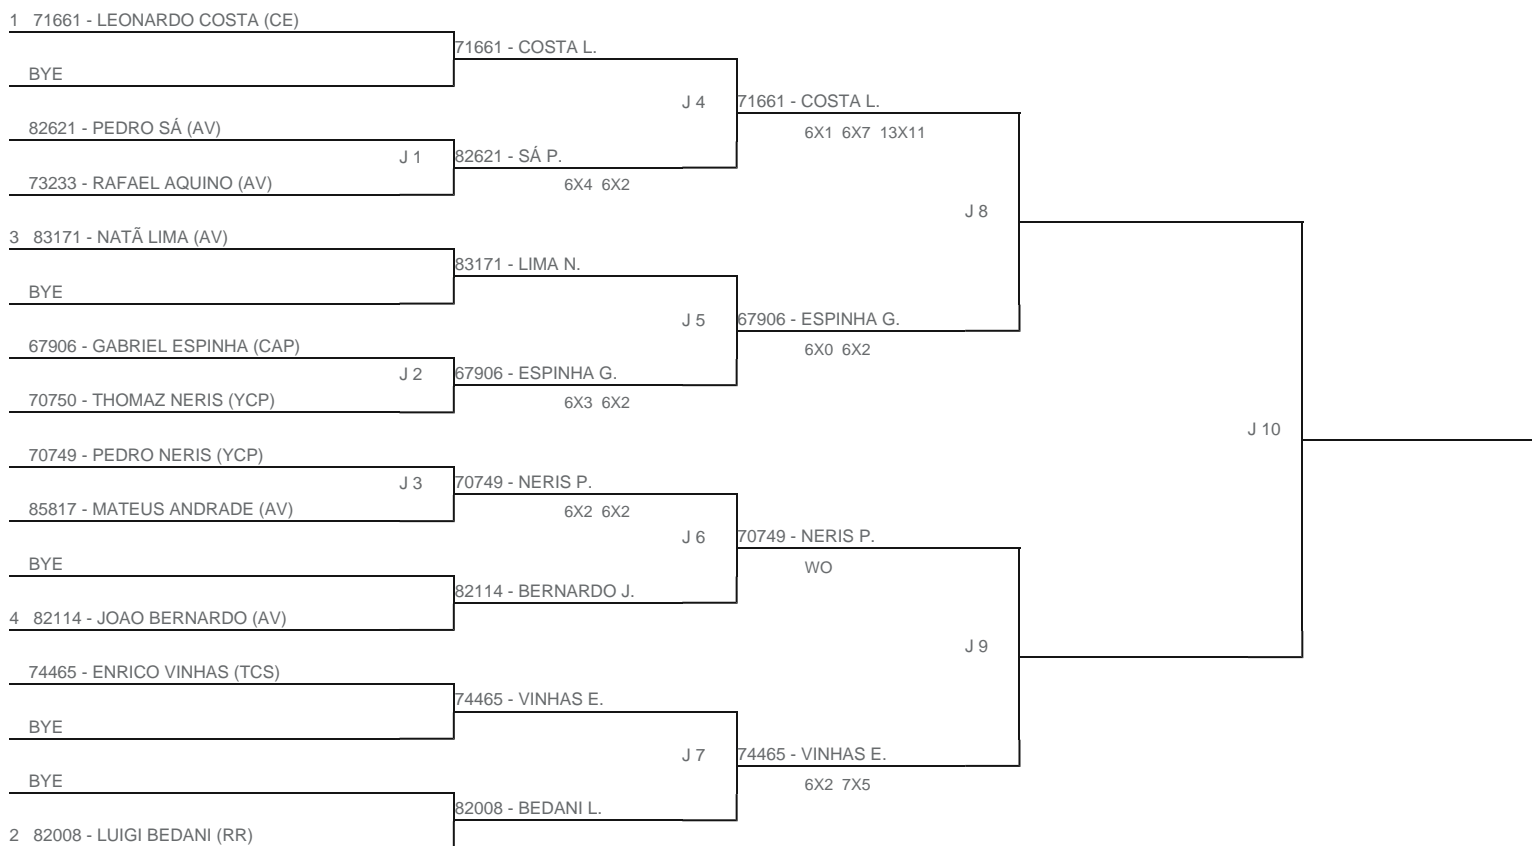 1 71661 - LEONARDO COSTA (CE)
71661 - COSTA L.
BYE
J 4
71661 - COSTA L.
6X1 6X7 13X11
82621 - PEDRO SÁ (AV)
J 1
82621 - SÁ P.
6X4 6X2
73233 - RAFAEL AQUINO (AV)
J 8
3 83171 - NATÃ LIMA (AV)
83171 - LIMA N.
BYE
J 5
67906 - ESPINHA G.
6X0 6X2
67906 - GABRIEL ESPINHA (CAP)
J 2
67906 - ESPINHA G.
6X3 6X2
70750 - THOMAZ NERIS (YCP)
J 10
70749 - PEDRO NERIS (YCP)
J 3
70749 - NERIS P.
6X2 6X2
85817 - MATEUS ANDRADE (AV)
J 6
70749 - NERIS P.
WO
BYE
82114 - BERNARDO J.
4 82114 - JOAO BERNARDO (AV)
J 9
74465 - ENRICO VINHAS (TCS)
74465 - VINHAS E.
BYE
J 7
74465 - VINHAS E.
6X2 7X5
BYE
82008 - BEDANI L.
2 82008 - LUIGI BEDANI (RR)